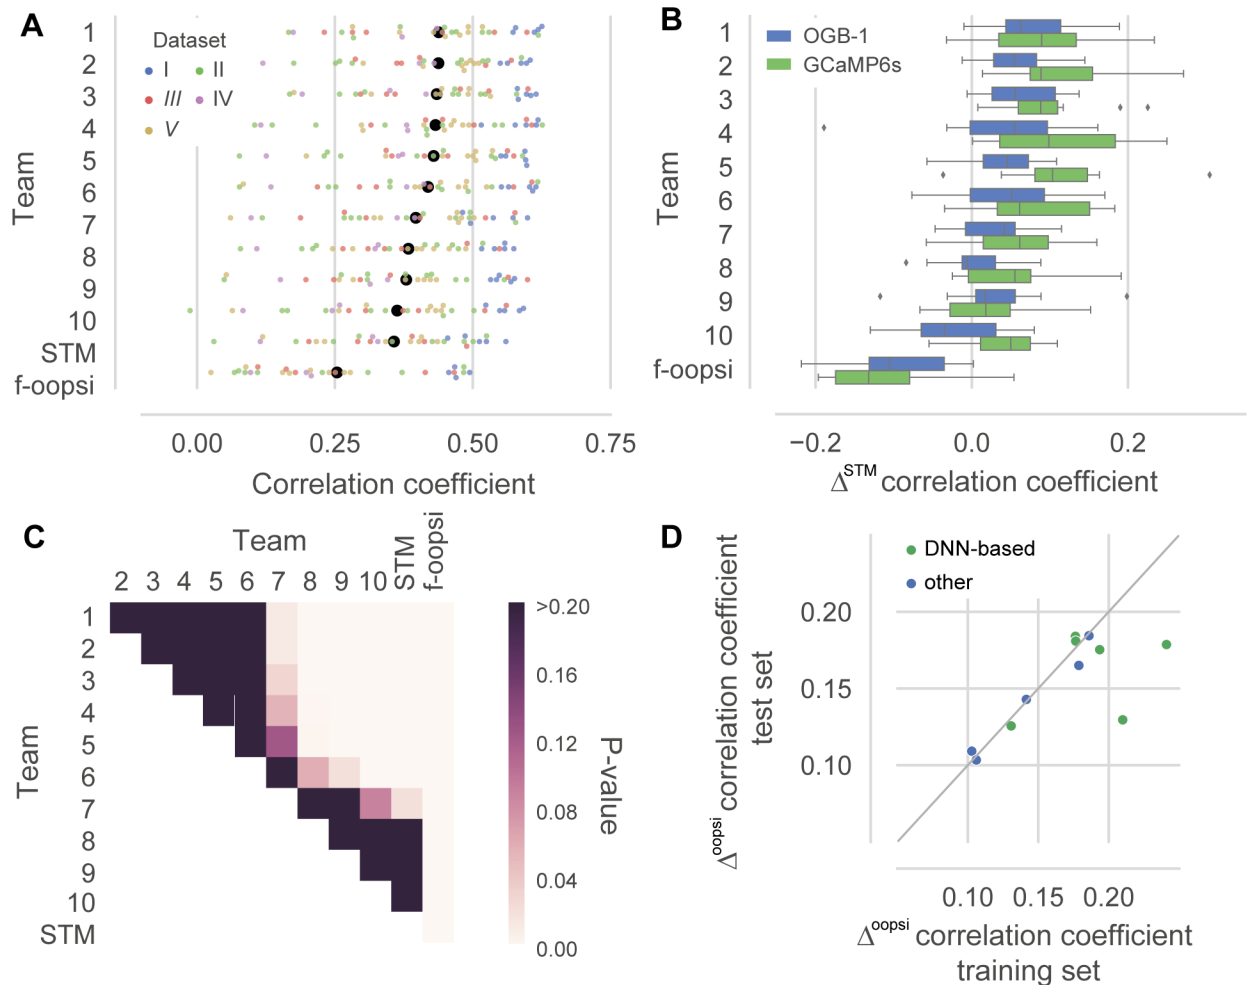 A
Dataset
I II
III IV
V
Team
1
2
3
4
5
6
7
8
9
10
STM
f-oopsi
0.00 0.25 0.50 0.75
Correlation coefficient
B
OGB-1
GCaMP6s
Team
1
2
3
4
5
6
7
8
9
10
f-oopsi
−0.2 0.0 0.2
ΔSTM correlation coefficient
C
Team
2 3 4 5 6 7 8 9 10 STM f-oopsi
Team
1
2
3
4
5
6
7
8
9
10
STM
>0.20
0.16
0.12
0.08
0.04
0.00
P-value
D
DNN-based
other
Δoopsi correlation coefficient
test set
0.20
0.15
0.10
0.10 0.15 0.20
Δoopsi correlation coefficient
training set